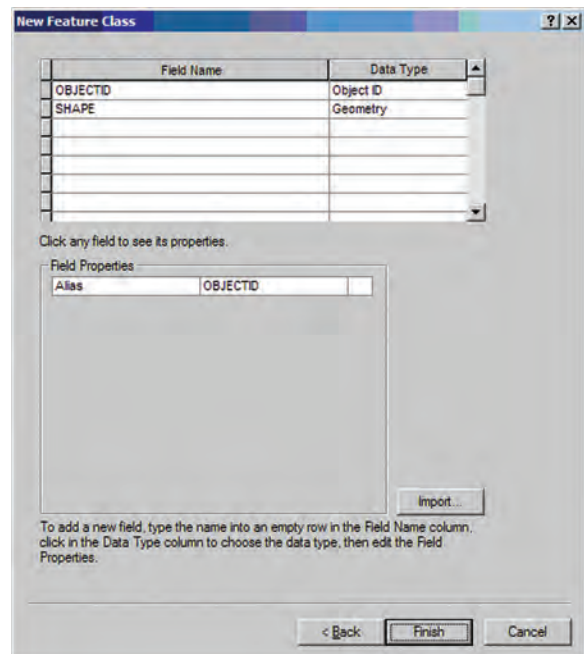 New Feature Class
Field Name Data Type
OBJECTID Object ID
SHAPE Geometry
Click any field to see its properties.
Field Properties
Alias OBJECTID
Import...
To add a new field, type the name into an empty row in the Field Name column,
click in the Data Type column to choose the data type, then edit the Field
Properties.
< Back Finish Cancel